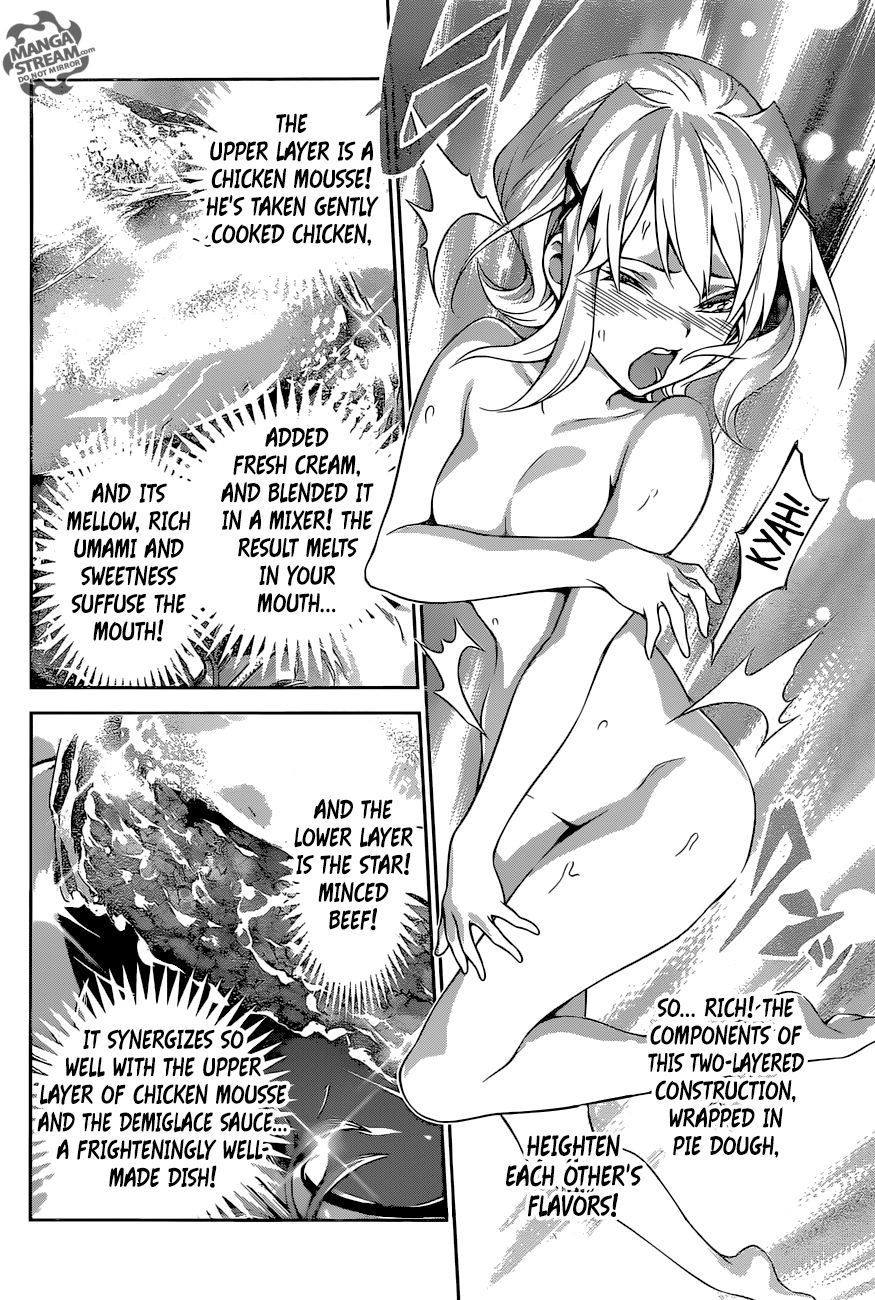 MANGA
STREAM.com
DO NOT MIRROR
THE
UPPER LAYER IS A
CHICKEN MOUSSE!
HE'S TAKEN GENTLY
COOKED CHICKEN,
ADDED
FRESH CREAM,
AND BLENDED IT
IN A MIXER! THE
RESULT MELTS
IN YOUR
MOUTH...
AND ITS
MELLOW, RICH
UMAMI AND
SWEETNESS
SUFFUSE THE
MOUTH!
KYAH!
AND THE
LOWER LAYER
IS THE STAR!
MINCED
BEEF!
IT SYNERGIZES SO
WELL WITH THE UPPER
LAYER OF CHICKEN MOUSSE
AND THE DEMIGLACE SAUCE...
A FRIGHTENINGLY WELL-
MADE DISH!
SO... RICH! THE
COMPONENTS OF
THIS TWO-LAYERED
CONSTRUCTION,
WRAPPED IN
PIE DOUGH,
HEIGHTEN
EACH OTHER'S
FLAVORS!